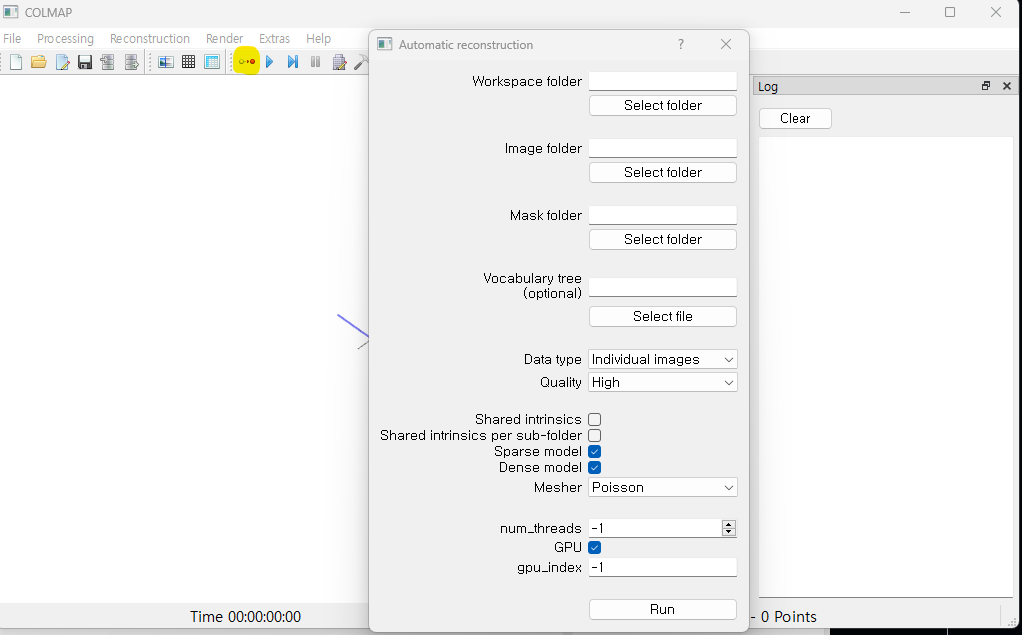 COLMAP
File Processing Reconstruction Render Extras Help
Automatic reconstruction
?
Workspace folder
Select folder
Image folder
Select folder
Mask folder
Select folder
Vocabulary tree
(optional)
Select file
Data type Individual images
Quality High
Shared intrinsics
Shared intrinsics per sub-folder
Sparse model
Dense model
Mesher Poisson
num_threads -1
GPU
gpu_index -1
Run
Log
Clear
Time 00:00:00:00
- 0 Points